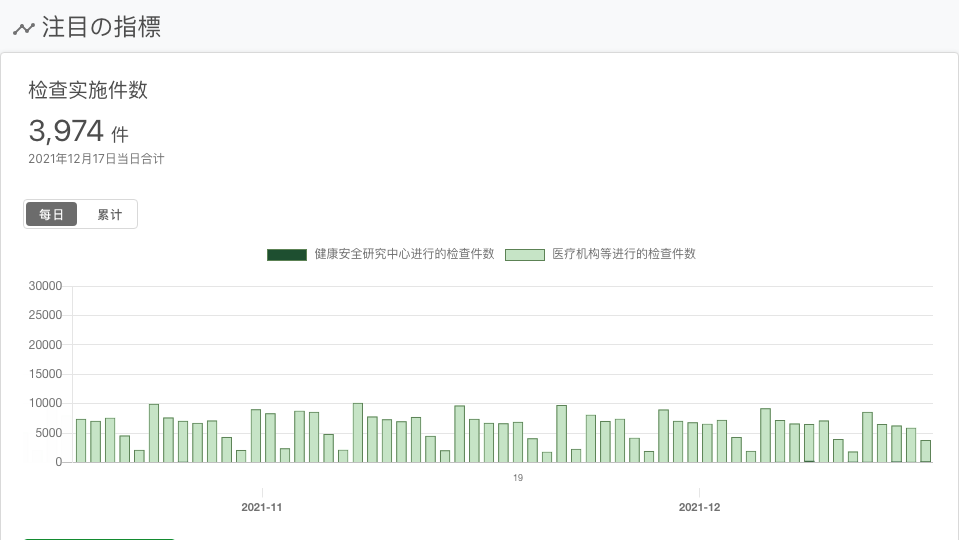 注目の指標
检查实施件数
3,974 件
2021年12月17日当日合计
每日 累计
健康安全研究中心进行的检查件数 医疗机构等进行的检查件数
30000
25000
20000
15000
10000
5000
0
19
2021-11 2021-12